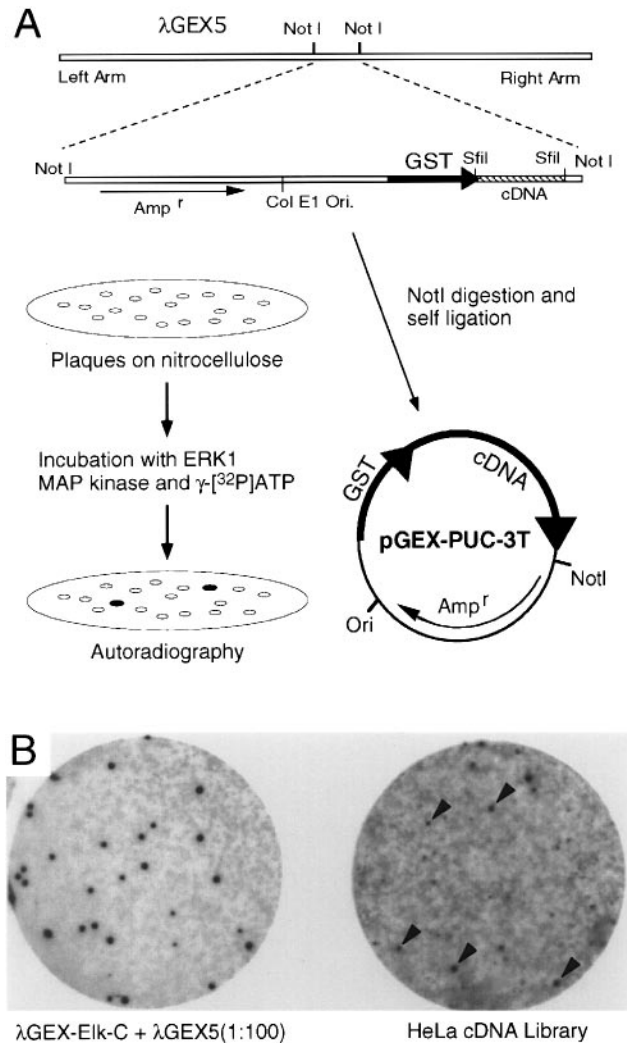 A
λGEX5
Not I Not I
Left Arm
Right Arm
Not I
GST
SfiI
SfiI
Not I
Amp r
Col E1 Ori.
cDNA
NotI digestion and
self ligation
Plaques on nitrocellulose
Incubation with ERK1
MAP kinase and γ-[32P]ATP
Autoradiography
GST
cDNA
pGEX-PUC-3T
NotI
Amp r
Ori
B
λGEX-Elk-C + λGEX5(1:100)
HeLa cDNA Library